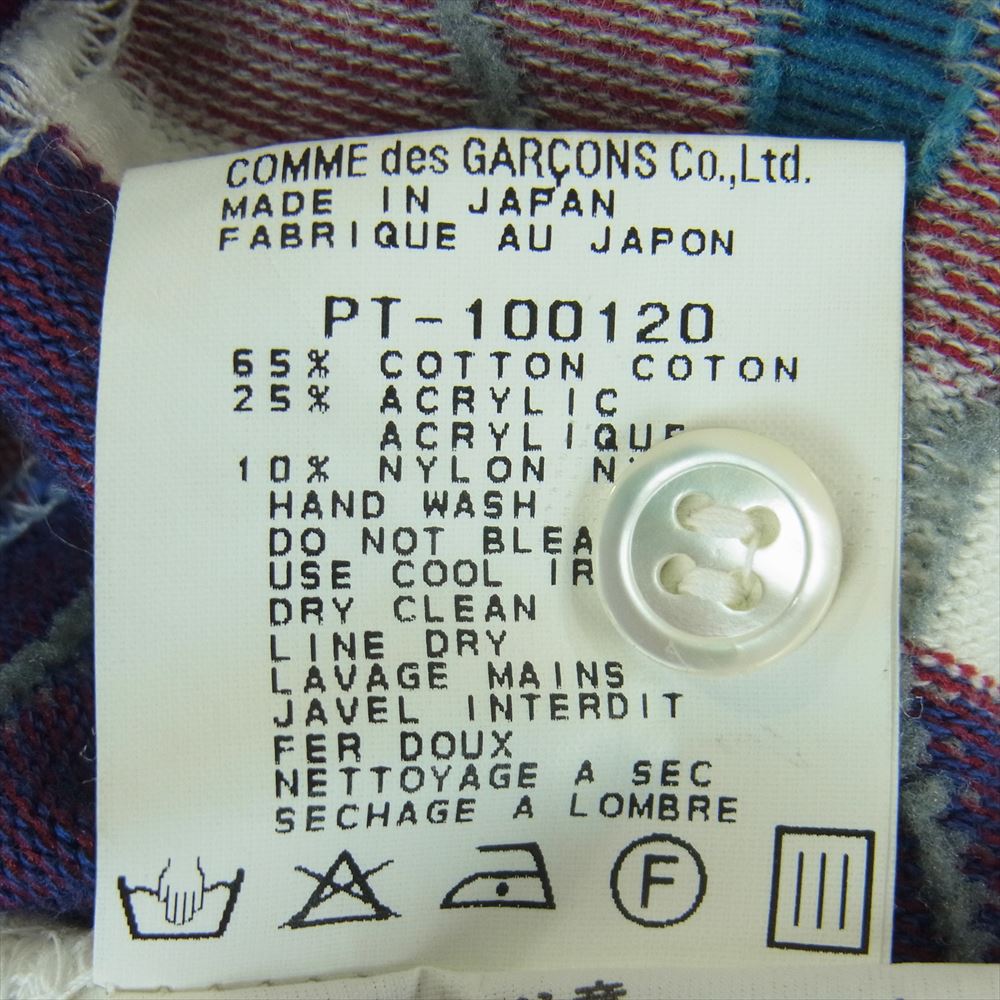 COMME des GARÇONS Co.,Ltd.
MADE IN JAPAN
FABRIQUE AU JAPON
PT-100120
65% COTTON COTON
25% ACRYLIC
ACRYLIQUE
10% NYLON
HAND WASH
DO NOT
USE COOL
DRY CLEAN
LINE DRY
LAVAGE MAINS
JAVEL INTERDIT
FER DOUX
NETTOYAGE A SEC
SECHAGE A LOMBRE
F